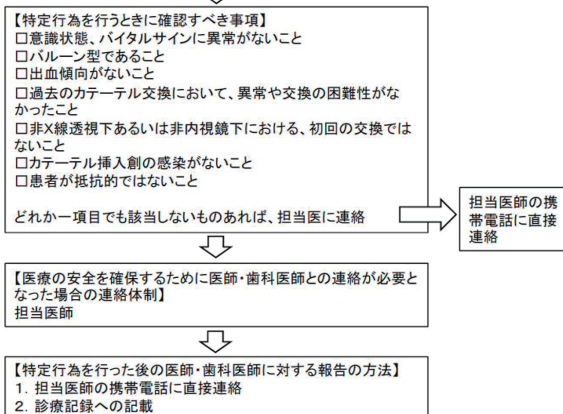 【特定行為を行うときに確認すべき事項】
□意識状態、バイタルサインに異常がないこと
□バルーン型であること
□出血傾向がないこと
□過去のカテーテル交換において、異常や交換の困難性がな
かったこと
□非X線透視下あるいは非内視鏡下における、初回の交換では
ないこと
□カテーテル挿入創の感染がないこと
□患者が抵抗的ではないこと
どれか一項目でも該当しないものあれば、担当医に連絡
担当医師の携
帯電話に直接
連絡
【医療の安全を確保するために医師・歯科医師との連絡が必要と
なった場合の連絡体制】
担当医師
【特定行為を行った後の医師・歯科医師に対する報告の方法】
1．担当医師の携帯電話に直接連絡
2．診療記録への記載